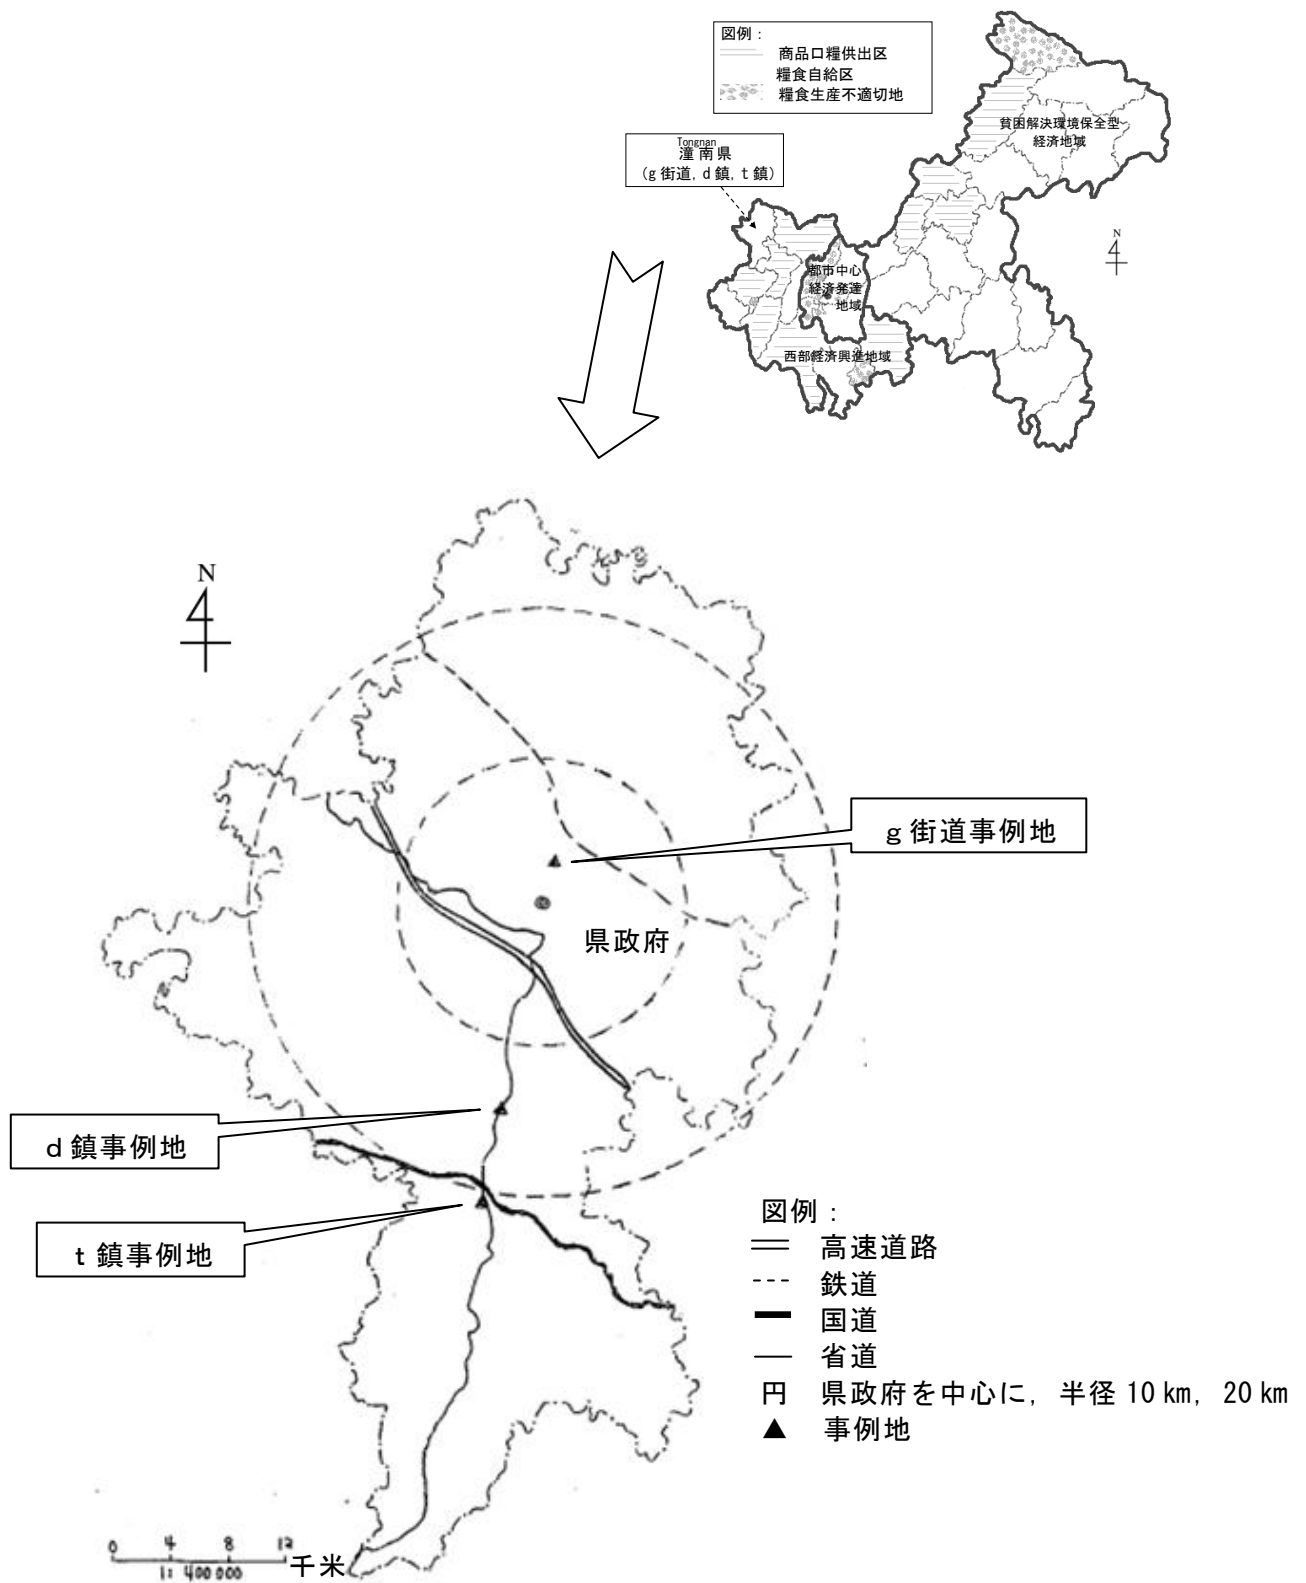 図例：
商品口糧供出区
糧食自給区
糧食生産不適切地
貧困解決環境保全型
経済地域
Tongnan
潼南県
(g 街道, d 鎮, t 鎮)
N
都市中心
経済発達
地域
西部経済興進地域
N
g 街道事例地
県政府
d 鎮事例地
t 鎮事例地
図例：
高速道路
鉄道
国道
省道
円 県政府を中心に, 半径 10 km, 20 km
事例地
0 4 8 12
千米
1: 400 000